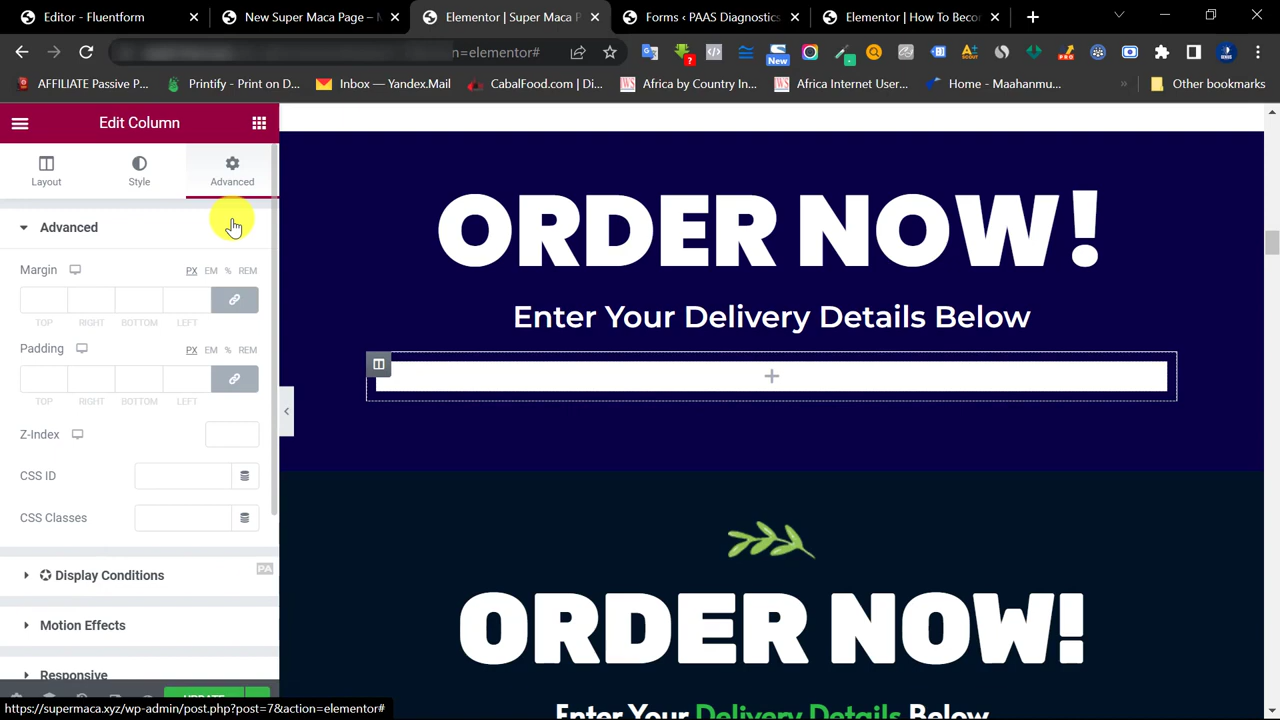 Editor - Fluentform
New Super Maca Page –
Elementor | Super Maca P
Forms ‹ PAAS Diagnostics
Elementor | How To Becor
n=elementor#
New
AFFILIATE Passive P...
Printify - Print on D...
Inbox — Yandex.Mail
CabalFood.com | Di...
Africa by Country In...
Africa Internet User...
Home - Maahanmu...
Other bookmarks
Edit Column
Layout
Style
Advanced
Advanced
Margin
PX EM % REM
TOP RIGHT BOTTOM LEFT
Padding
PX EM % REM
TOP RIGHT BOTTOM LEFT
Z-Index
CSS ID
CSS Classes
Display Conditions
PA
Motion Effects
Responsive
UPDATE
https://supermaca.xyz/wp-admin/post.php?post=7&action=elementor#
ORDER NOW!
Enter Your Delivery Details Below
ORDER NOW!
Enter Your Delivery Details Below